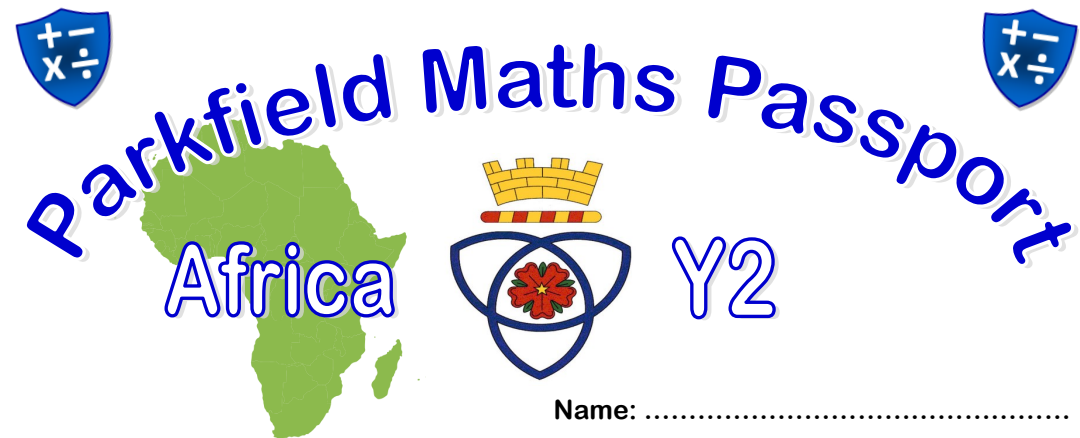 + −
x ÷
+ −
x ÷
Parkfield Maths Passport
Africa
Y2
Name: ................................................